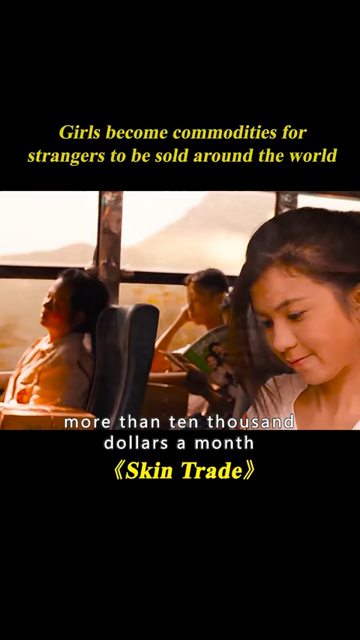 Girls become commodities for
strangers to be sold around the world
more than ten thousand
dollars a month
《Skin Trade》